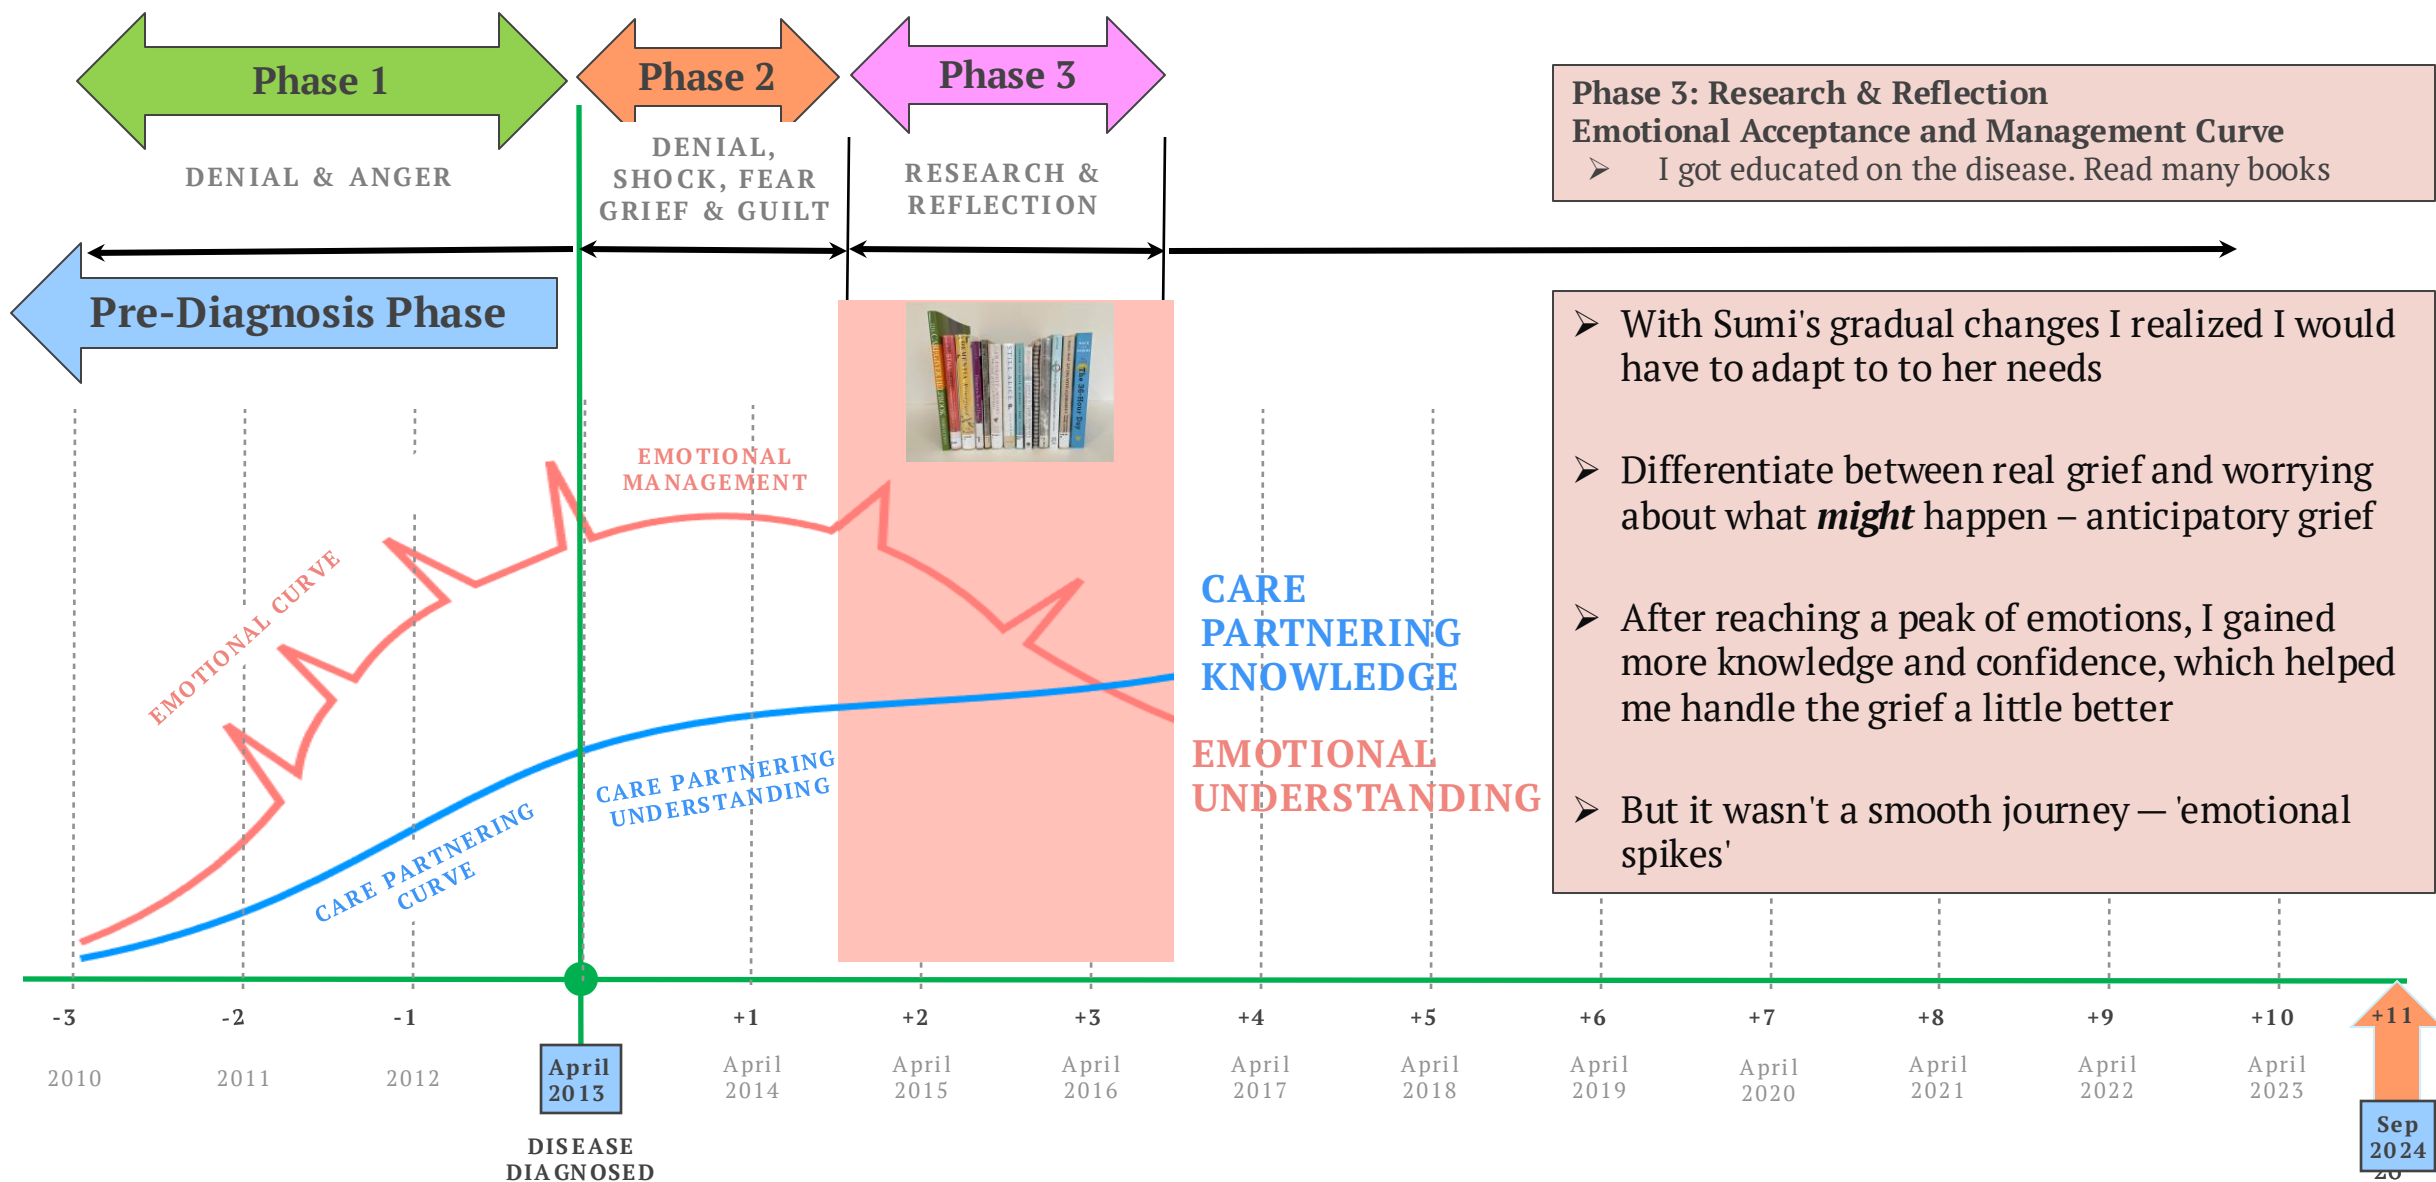 Phase 1
Phase 2
Phase 3
DENIAL & ANGER
DENIAL,
SHOCK, FEAR
GRIEF & GUILT
RESEARCH &
REFLECTION
Phase 3: Research & Reflection
Emotional Acceptance and Management Curve
➢ I got educated on the disease. Read many books
Pre-Diagnosis Phase
➢ With Sumi's gradual changes I realized I would
have to adapt to to her needs
➢ Differentiate between real grief and worrying
about what might happen – anticipatory grief
➢ After reaching a peak of emotions, I gained
more knowledge and confidence, which helped
me handle the grief a little better
➢ But it wasn't a smooth journey — 'emotional
spikes'
The 36-Hour Day
EMOTIONAL
MANAGEMENT
EMOTIONAL CURVE
CARE
PARTNERING
KNOWLEDGE
EMOTIONAL
UNDERSTANDING
CARE PARTNERING
UNDERSTANDING
CARE PARTNERING
CURVE
-3
-2
-1
+1
+2
+3
+4
+5
+6
+7
+8
+9
+10
+11
2010
2011
2012
April
2013
April
2014
April
2015
April
2016
April
2017
April
2018
April
2019
April
2020
April
2021
April
2022
April
2023
Sep
2024
DISEASE
DIAGNOSED